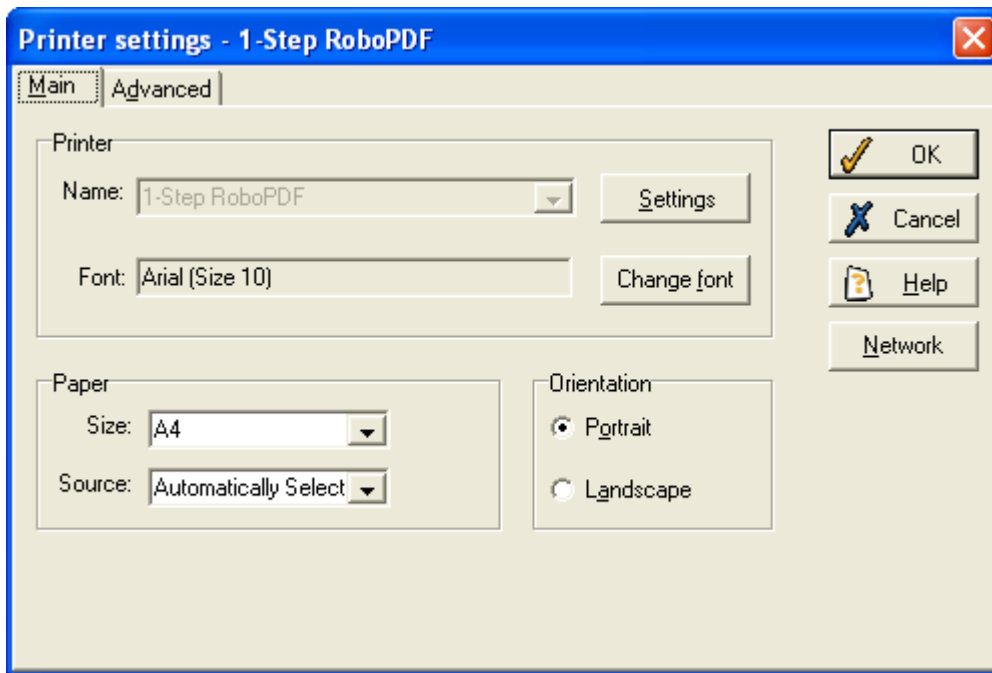 Printer settings - 1-Step RoboPDF
Main
Advanced
Printer
Name:
1-Step RoboPDF
Settings
Font:
Arial (Size 10)
Change font
OK
Cancel
Help
Network
Paper
Size:
A4
Source:
Automatically Select
Orientation
Portrait
Landscape